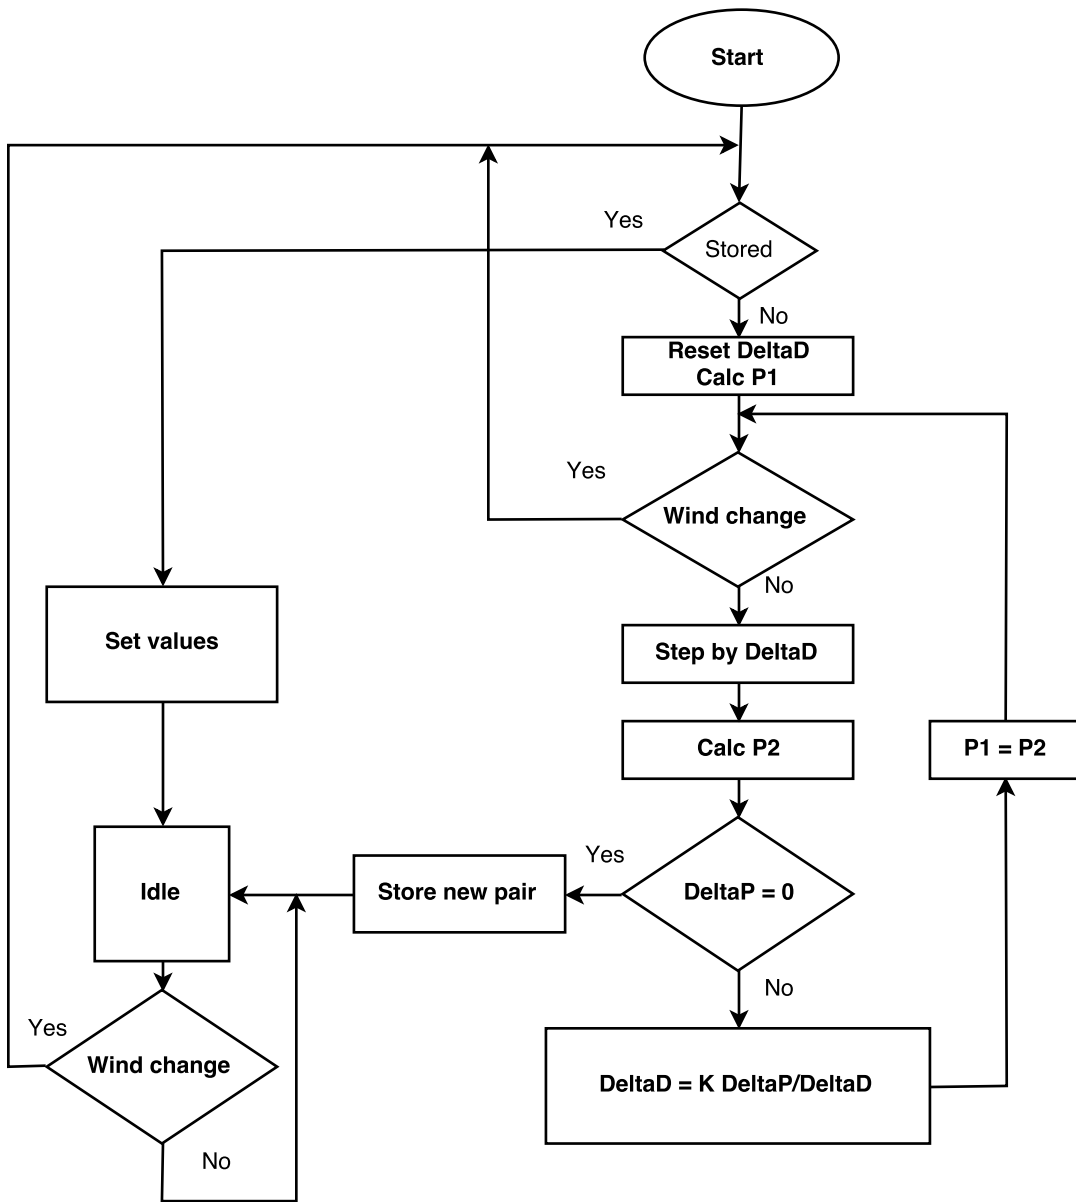 Start
Yes
Stored
No
Reset DeltaD
Calc P1
Yes
Wind change
No
Set values
Step by DeltaD
Calc P2
P1 = P2
Yes
Idle
Store new pair
DeltaP = 0
No
Yes
Wind change
DeltaD = K DeltaP/DeltaD
No